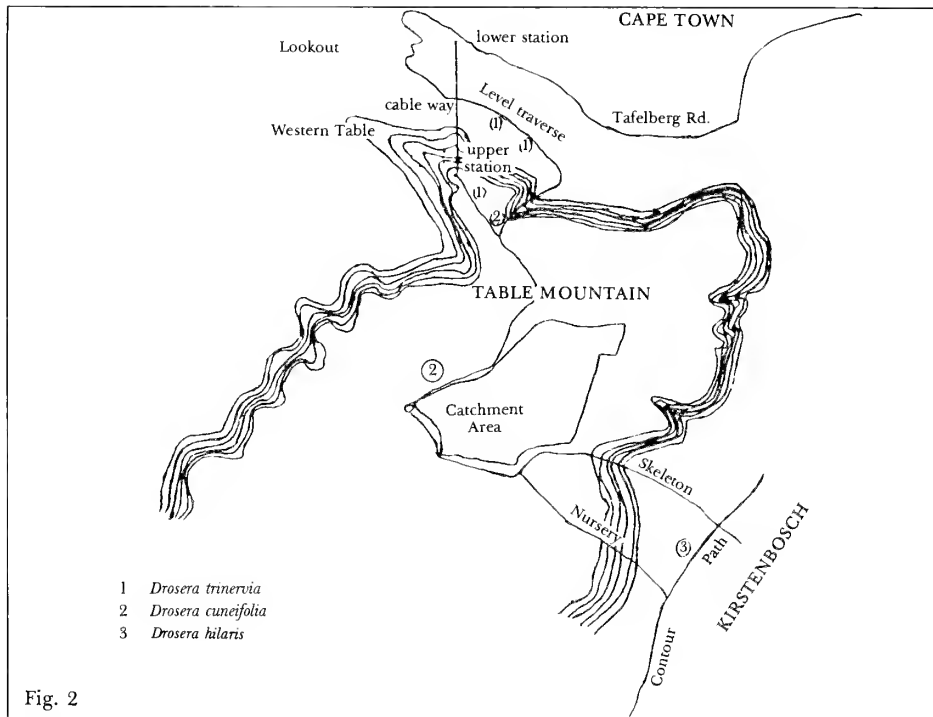 CAPE TOWN
lower station
Lookout
cable way
Level traverse
(1)
Tafelberg Rd.
Western Table
(1)
upper
station
(1)
(2)
TABLE MOUNTAIN
(2)
Catchment
Area
Skeleton
Nursery
(3)
Path
KIRSTENBOSCH
Contour
1 Drosera trinervia
2 Drosera cuneifolia
3 Drosera hilaris
Fig. 2